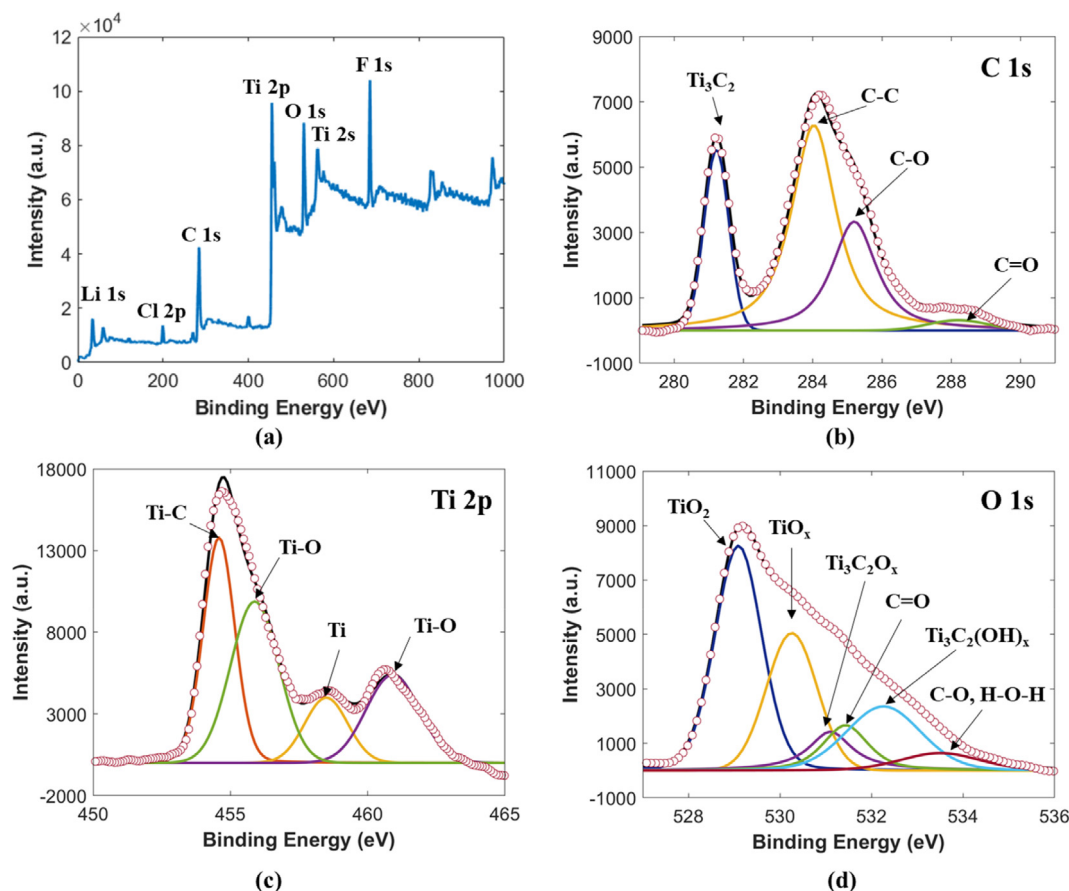 ×10⁴
12
10
8
6
4
2
0
Intensity (a.u.)
Li 1s
Cl 2p
C 1s
Ti 2p
O 1s
Ti 2s
F 1s
0 200 400 600 800 1000
Binding Energy (eV)
(a)
C 1s
9000
7000
5000
3000
1000
-1000
Intensity (a.u.)
Ti₃C₂
C-C
C-O
C=O
280 282 284 286 288 290
Binding Energy (eV)
(b)
Ti 2p
18000
13000
8000
3000
-2000
Intensity (a.u.)
Ti-C
Ti-O
Ti
Ti-O
450 455 460 465
Binding Energy (eV)
(c)
O 1s
11000
9000
7000
5000
3000
1000
-1000
Intensity (a.u.)
TiO₂
TiOₓ
Ti₃C₂Oₓ
C=O
Ti₃C₂(OH)ₓ
C-O, H-O-H
528 530 532 534 536
Binding Energy (eV)
(d)